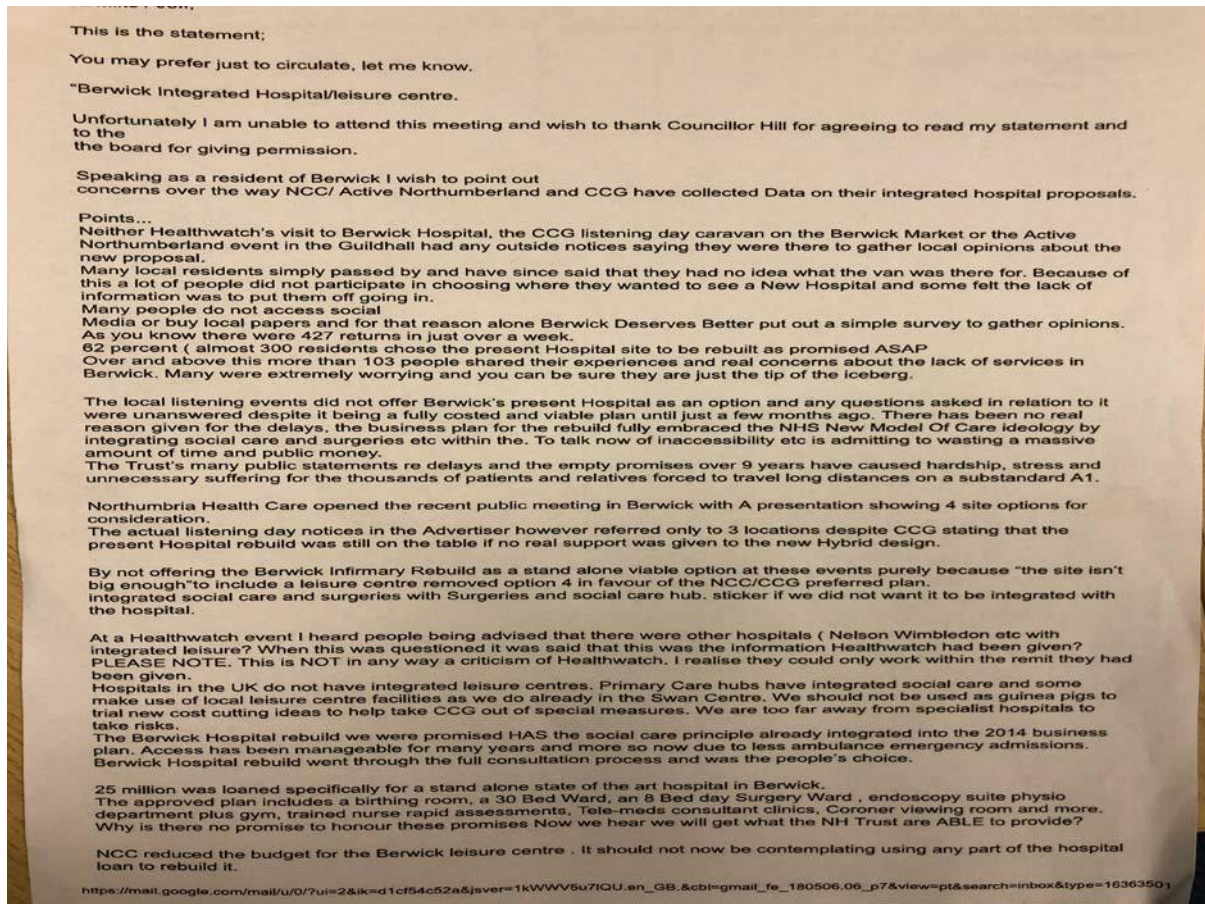 This is the statement;
You may prefer just to circulate, let me know.
"Berwick Integrated Hospital/leisure centre.
Unfortunately I am unable to attend this meeting and wish to thank Councillor Hill for agreeing to read my statement and
to the
the board for giving permission.
Speaking as a resident of Berwick I wish to point out
concerns over the way NCC/ Active Northumberland and CCG have collected Data on their integrated hospital proposals.
Points...
Neither Healthwatch's visit to Berwick Hospital, the CCG listening day caravan on the Berwick Market or the Active
Northumberland event in the Guildhall had any outside notices saying they were there to gather local opinions about the
new proposal.
Many local residents simply passed by and have since said that they had no idea what the van was there for. Because of
this a lot of people did not participate in choosing where they wanted to see a New Hospital and some felt the lack of
information was to put them off going in.
Many people do not access social
Media or buy local papers and for that reason alone Berwick Deserves Better put out a simple survey to gather opinions.
As you know there were 427 returns in just over a week.
62 percent ( almost 300 residents chose the present Hospital site to be rebuilt as promised ASAP
Over and above this more than 103 people shared their experiences and real concerns about the lack of services in
Berwick. Many were extremely worrying and you can be sure they are just the tip of the iceberg.
The local listening events did not offer Berwick's present Hospital as an option and any questions asked in relation to it
were unanswered despite it being a fully costed and viable plan until just a few months ago. There has been no real
reason given for the delays, the business plan for the rebuild fully embraced the NHS New Model Of Care ideology by
integrating social care and surgeries etc within the. To talk now of inaccessibility etc is admitting to wasting a massive
amount of time and public money.
The Trust's many public statements re delays and the empty promises over 9 years have caused hardship, stress and
unnecessary suffering for the thousands of patients and relatives forced to travel long distances on a substandard A1.
Northumbria Health Care opened the recent public meeting in Berwick with A presentation showing 4 site options for
consideration.
The actual listening day notices in the Advertiser however referred only to 3 locations despite CCG stating that the
present Hospital rebuild was still on the table if no real support was given to the new Hybrid design.
By not offering the Berwick Infirmary Rebuild as a stand alone viable option at these events purely because "the site isn't
big enough"to include a leisure centre removed option 4 in favour of the NCC/CCG preferred plan.
integrated social care and surgeries with Surgeries and social care hub. sticker if we did not want it to be integrated with
the hospital.
At a Healthwatch event I heard people being advised that there were other hospitals ( Nelson Wimbledon etc with
integrated leisure? When this was questioned it was said that this was the information Healthwatch had been given?
PLEASE NOTE. This is NOT in any way a criticism of Healthwatch. I realise they could only work within the remit they had
been given.
Hospitals in the UK do not have integrated leisure centres. Primary Care hubs have integrated social care and some
make use of local leisure centre facilities as we do already in the Swan Centre. We should not be used as guinea pigs to
trial new cost cutting ideas to help take CCG out of special measures. We are too far away from specialist hospitals to
take risks.
The Berwick Hospital rebuild we were promised HAS the social care principle already integrated into the 2014 business
plan. Access has been manageable for many years and more so now due to less ambulance emergency admissions.
Berwick Hospital rebuild went through the full consultation process and was the people's choice.
25 million was loaned specifically for a stand alone state of the art hospital in Berwick.
The approved plan includes a birthing room, a 30 Bed Ward, an 8 Bed day Surgery Ward , endoscopy suite physio
department plus gym, trained nurse rapid assessments, Tele-meds consultant clinics, Coroner viewing room and more.
Why is there no promise to honour these promises Now we hear we will get what the NH Trust are ABLE to provide?
NCC reduced the budget for the Berwick leisure centre . It should not now be contemplating using any part of the hospital
loan to rebuild it.
https://mail.google.com/mail/u/0/?ui=2&ik=d1cf54c52a&jsver=1kWWV5u7IQU.en_GB.&cbl=gmail_fe_180506.06_p7&view=pt&search=inbox&type=16363501